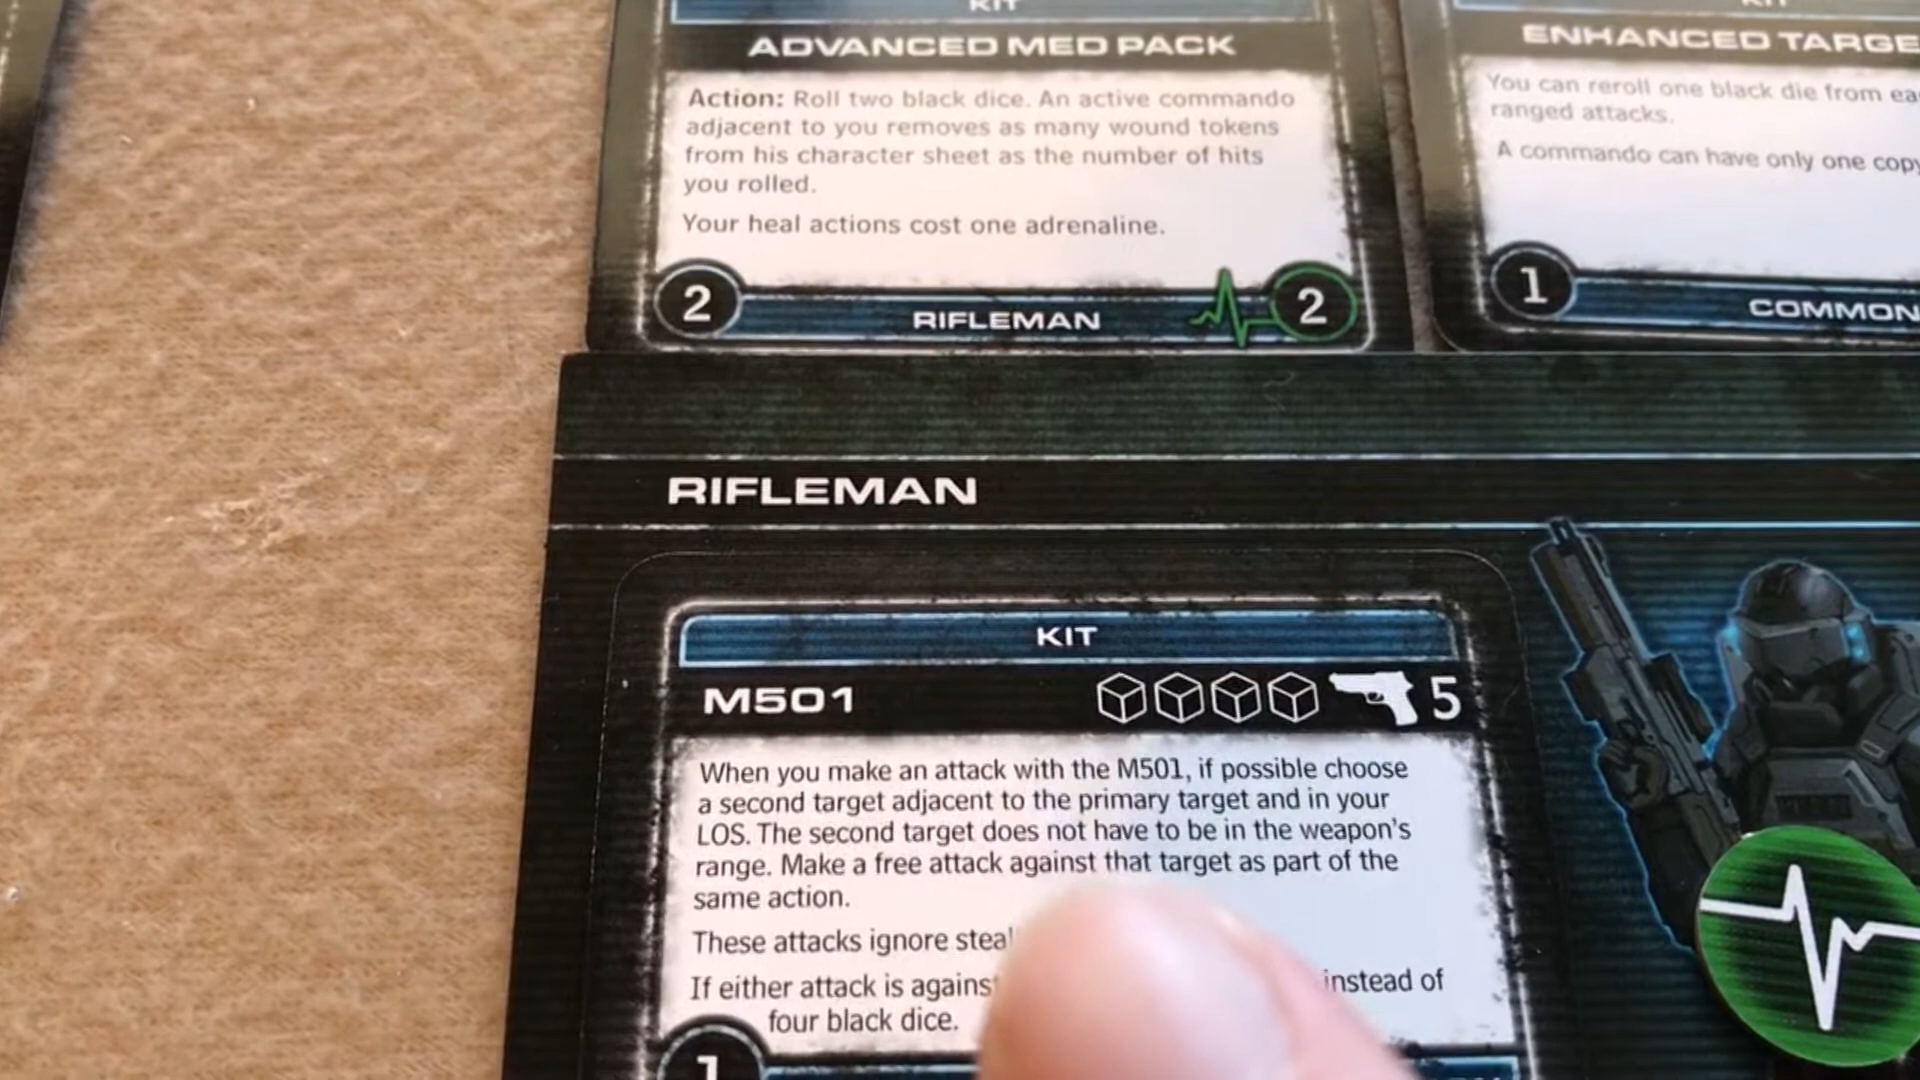 KIT
ADVANCED MED PACK
Action: Roll two black dice. An active commando
adjacent to you removes as many wound tokens
from his character sheet as the number of hits
you rolled.
Your heal actions cost one adrenaline.
2
RIFLEMAN
2
KIT
ENHANCED
You can reroll one black die from
ranged attacks.
A commando can have only one copy
1
COMMON
RIFLEMAN
KIT
M501
5
When you make an attack with the M501, if possible choose
a second target adjacent to the primary target and in your
LOS. The second target does not have to be in the weapon's
range. Make a free attack against that target as part of the
same action.
These attacks ignore
If either attack is instead of
four black dice.
1